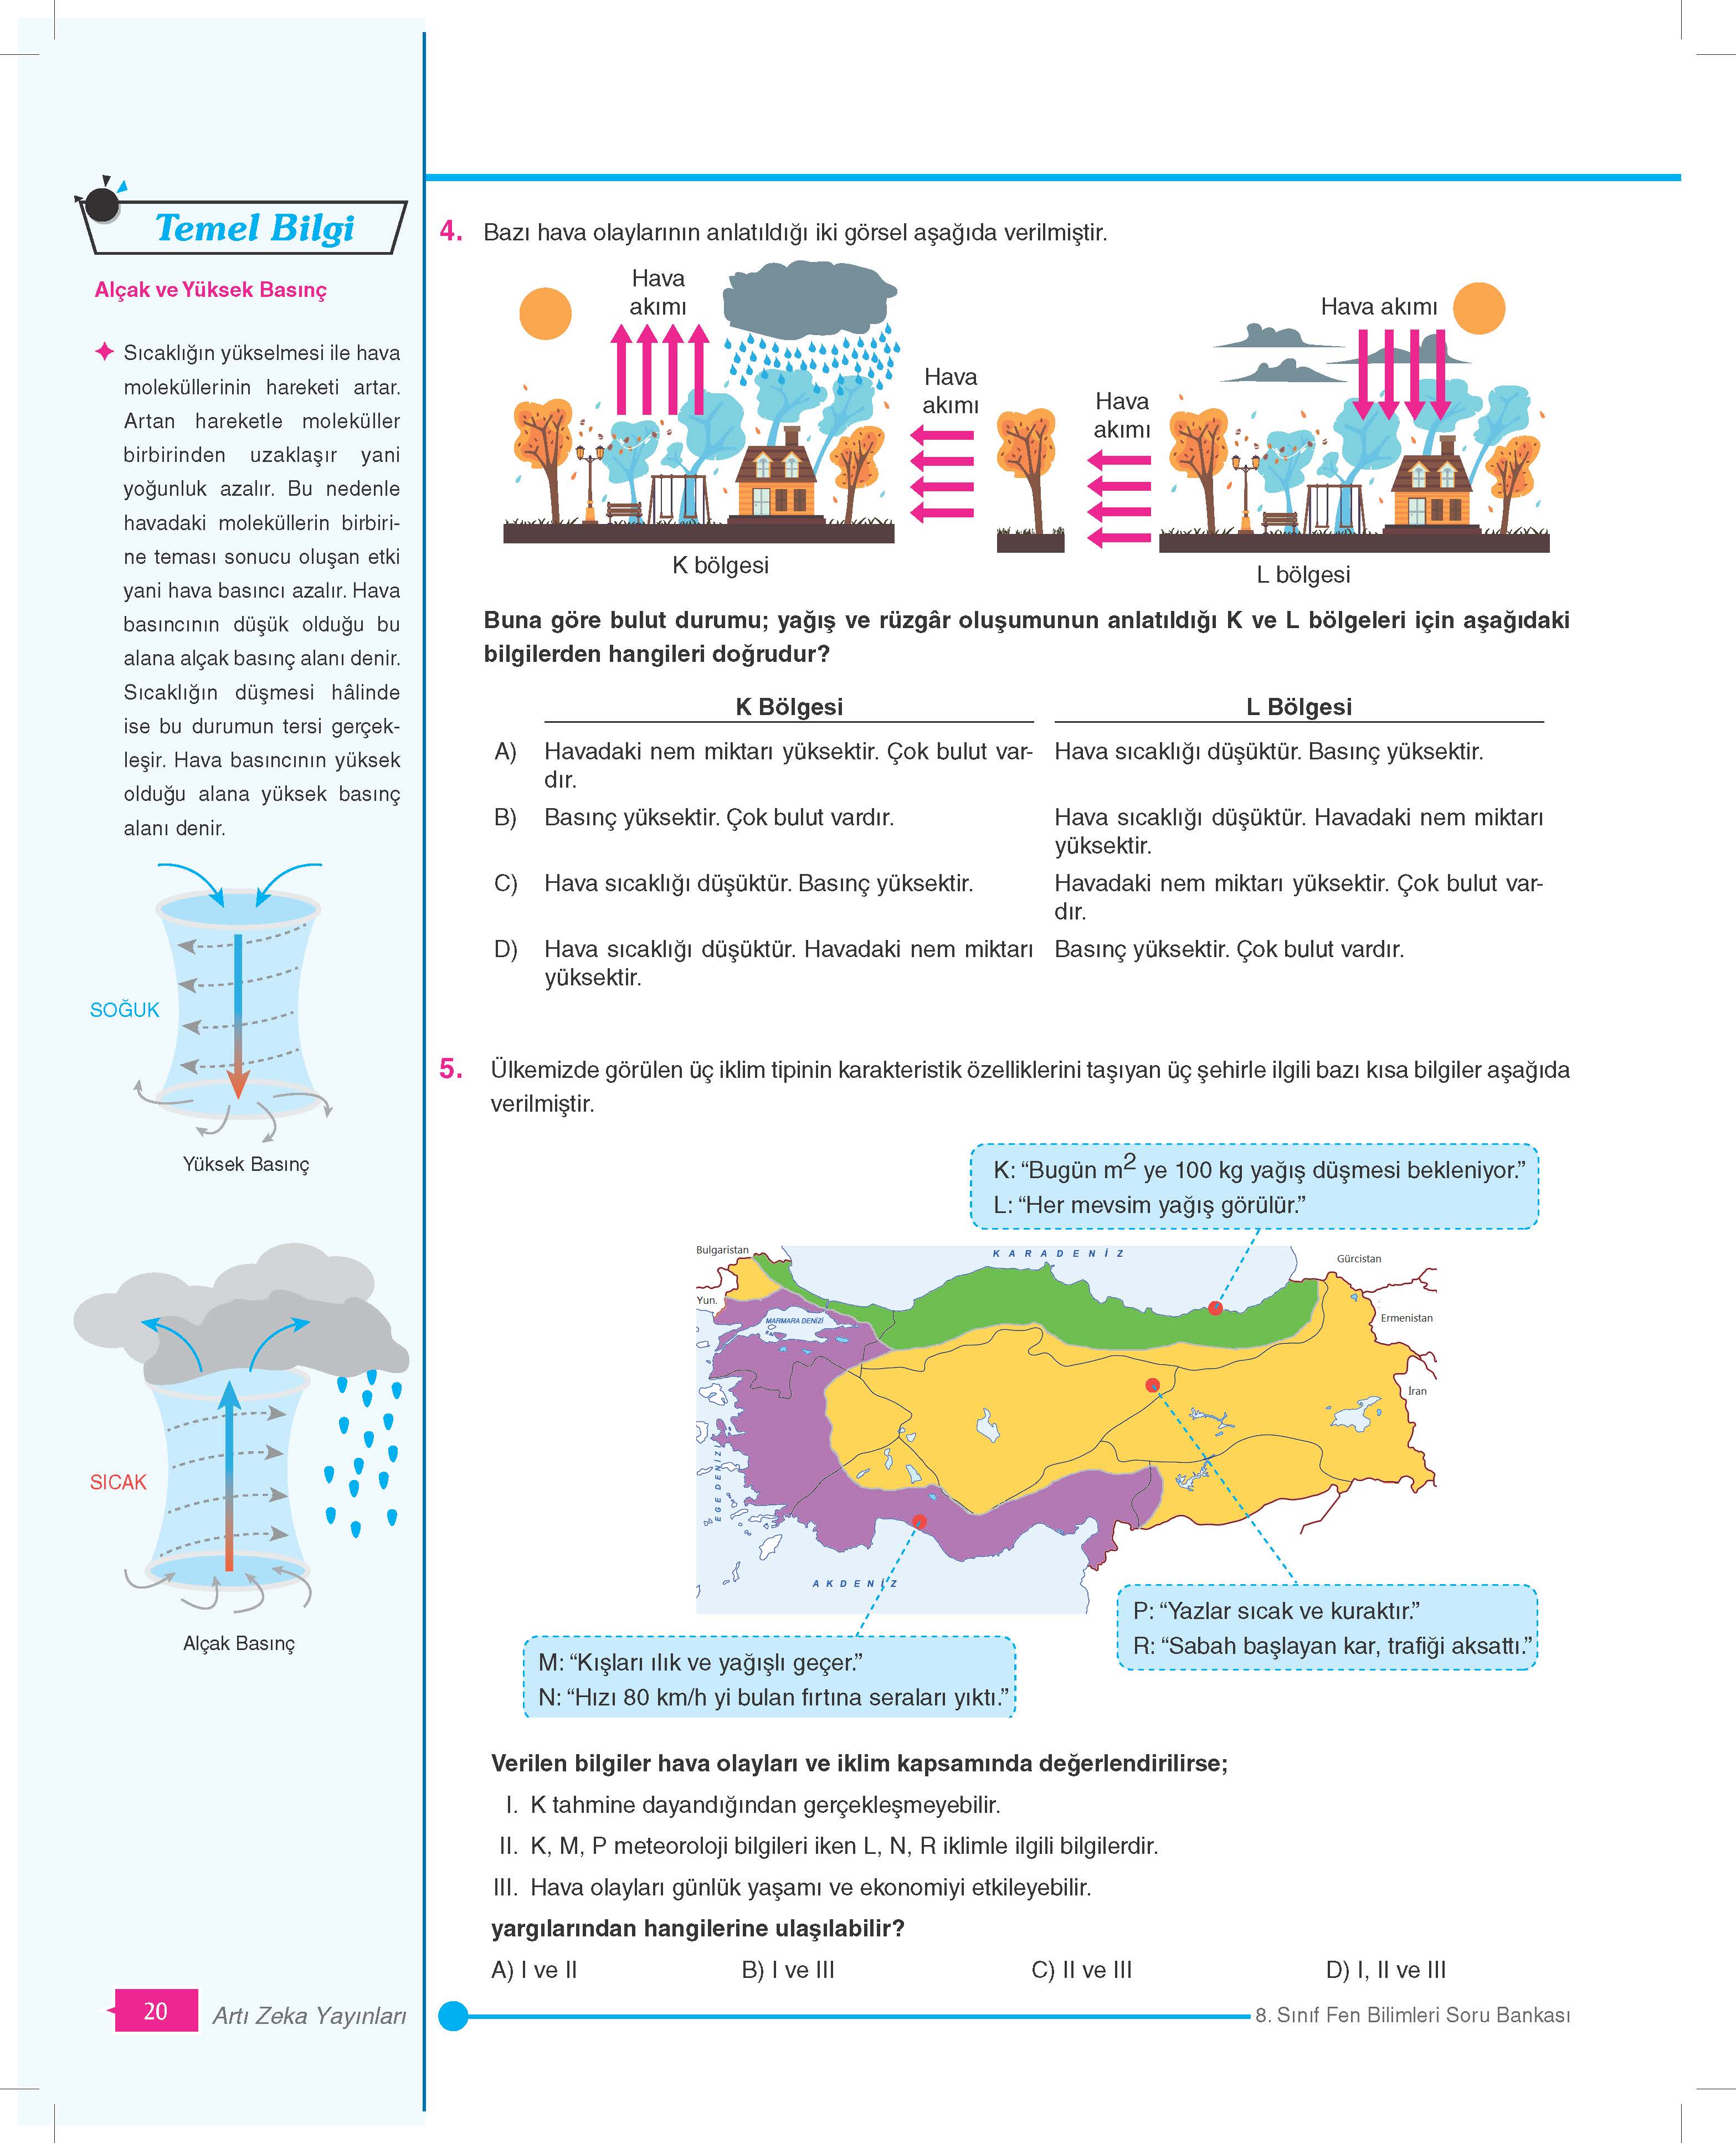 Temel Bilgi
Alçak ve Yüksek Basınç
Sıcaklığın yükselmesi ile hava
moleküllerinin hareketi artar.
Artan hareketle moleküller
birbirinden uzaklaşır yani
yoğunluk azalır. Bu nedenle
havadaki moleküllerin birbiri-
ne teması sonucu oluşan etki
yani hava basıncı azalır. Hava
basıncının düşük olduğu bu
alana alçak basınç alanı denir.
Sıcaklığın düşmesi hâlinde
ise bu durumun tersi gerçek-
leşir. Hava basıncının yüksek
olduğu alana yüksek basınç
alanı denir.
SOĞUK
Yüksek Basınç
SICAK
Alçak Basınç
4. Bazı hava olaylarının anlatıldığı iki görsel aşağıda verilmiştir.
Hava
akımı
Hava
akımı
Hava
akımı
Hava akımı
K bölgesi
L bölgesi
Buna göre bulut durumu; yağış ve rüzgâr oluşumunun anlatıldığı K ve L bölgeleri için aşağıdaki
bilgilerden hangileri doğrudur?
K Bölgesi L Bölgesi
A) Havadaki nem miktarı yüksektir. Çok bulut var- Hava sıcaklığı düşüktür. Basınç yüksektir.
dır.
B) Basınç yüksektir. Çok bulut vardır. Hava sıcaklığı düşüktür. Havadaki nem miktarı
yüksektir.
C) Hava sıcaklığı düşüktür. Basınç yüksektir. Havadaki nem miktarı yüksektir. Çok bulut var-
dır.
D) Hava sıcaklığı düşüktür. Havadaki nem miktarı Basınç yüksektir. Çok bulut vardır.
yüksektir.
5. Ülkemizde görülen üç iklim tipinin karakteristik özelliklerini taşıyan üç şehirle ilgili bazı kısa bilgiler aşağıda
verilmiştir.
K: “Bugün m² ye 100 kg yağış düşmesi bekleniyor.”
L: “Her mevsim yağış görülür.”
Bulgaristan
KARADENİZ
Gürcistan
Yun.
MARMARA DENİZİ
Ermenistan
İran
EGE DENİZİ
AKDENİZ
P: “Yazlar sıcak ve kuraktır.”
R: “Sabah başlayan kar, trafiği aksattı.”
M: “Kışları ılık ve yağışlı geçer.”
N: “Hızı 80 km/h yi bulan fırtına seraları yıktı.”
Verilen bilgiler hava olayları ve iklim kapsamında değerlendirilirse;
I. K tahmine dayandığından gerçekleşmeyebilir.
II. K, M, P meteoroloji bilgileri iken L, N, R iklimle ilgili bilgilerdir.
III. Hava olayları günlük yaşamı ve ekonomiyi etkileyebilir.
yargılarından hangilerine ulaşılabilir?
A) I ve II B) I ve III C) II ve III D) I, II ve III
20 Artı Zeka Yayınları
8. Sınıf Fen Bilimleri Soru Bankası